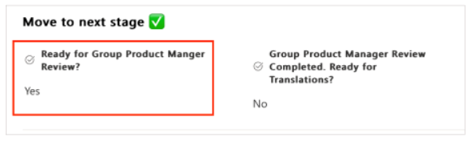 Move to next stage ✅
Ready for Group Product Manger
Review?
Yes
Group Product Manager Review
Completed. Ready for
Translations?
No